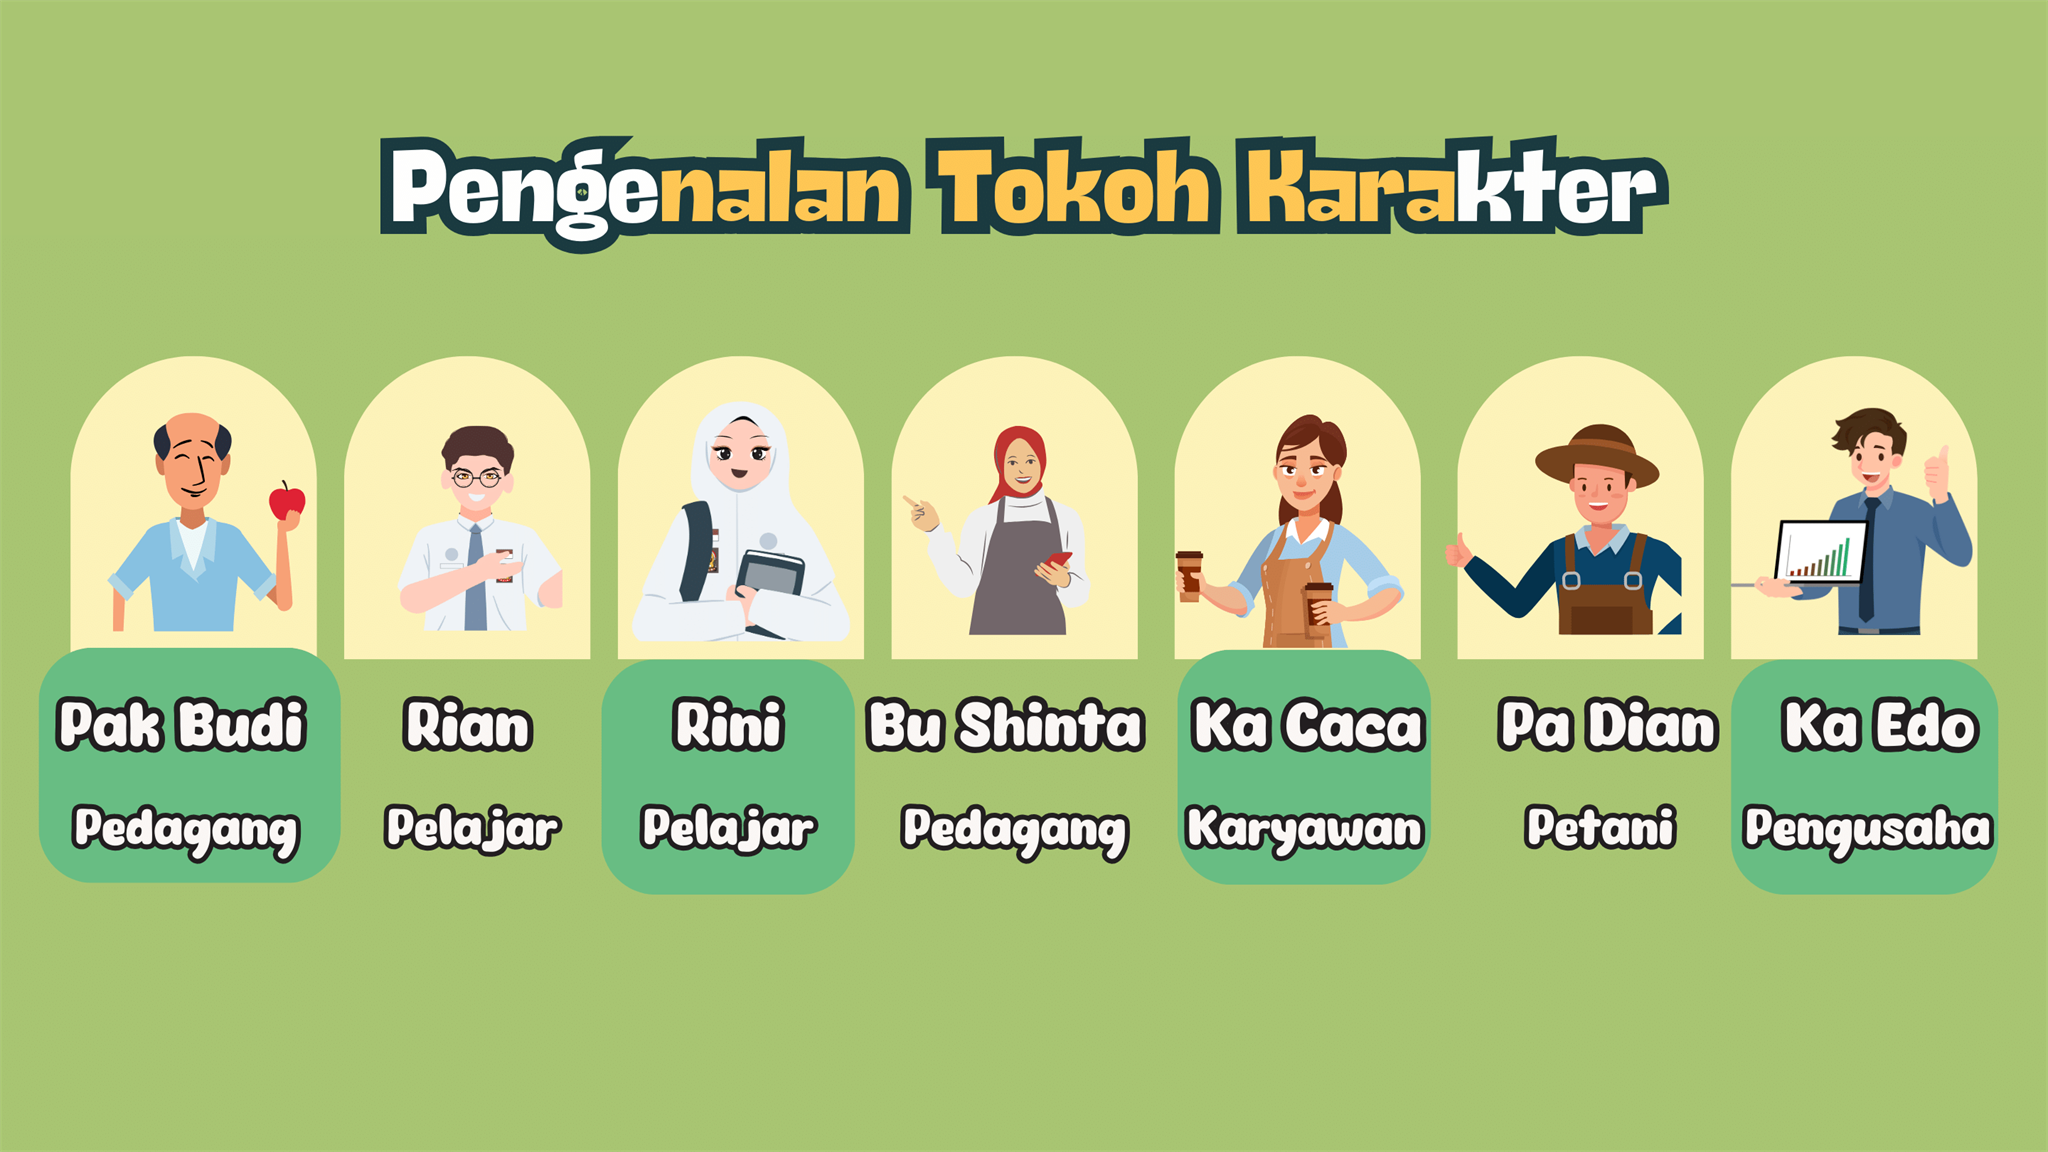 Pengenalan Tokoh Karakter
Pak Budi
Pedagang
Rian
Pelajar
Rini
Pelajar
Bu Shinta
Pedagang
Ka Caca
Karyawan
Pa Dian
Petani
Ka Edo
Pengusaha